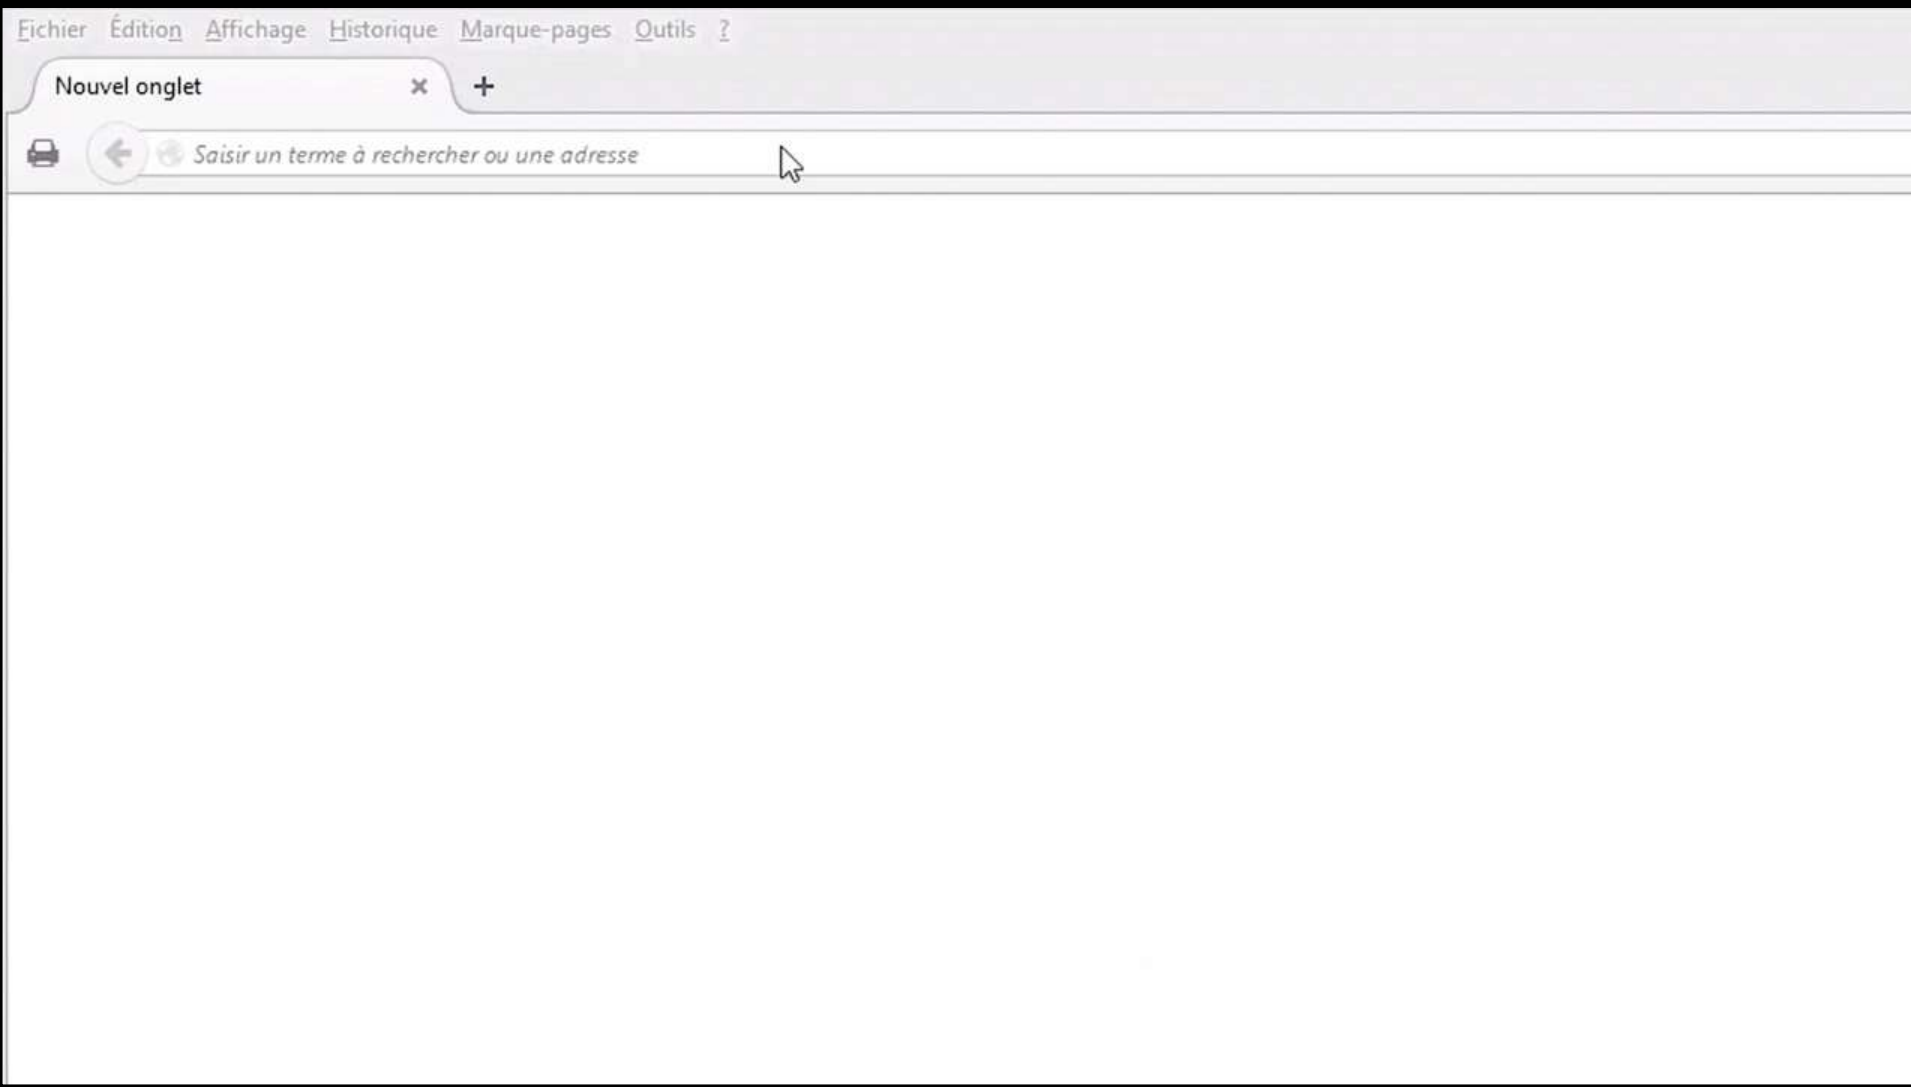 Fichier Édition Affichage Historique Marque-pages Outils ?
Nouvel onglet
Saisir un terme à rechercher ou une adresse